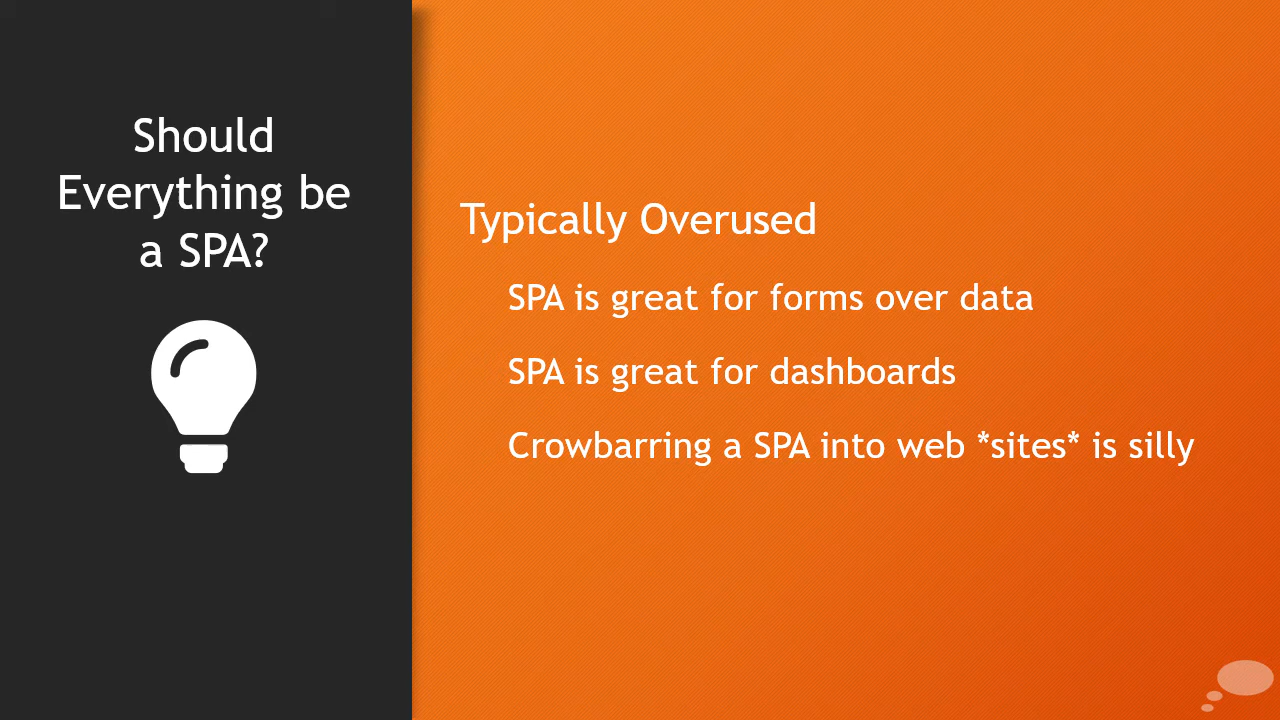 Should
Everything be
a SPA?
Typically Overused
SPA is great for forms over data
SPA is great for dashboards
Crowbarring a SPA into web *sites* is silly